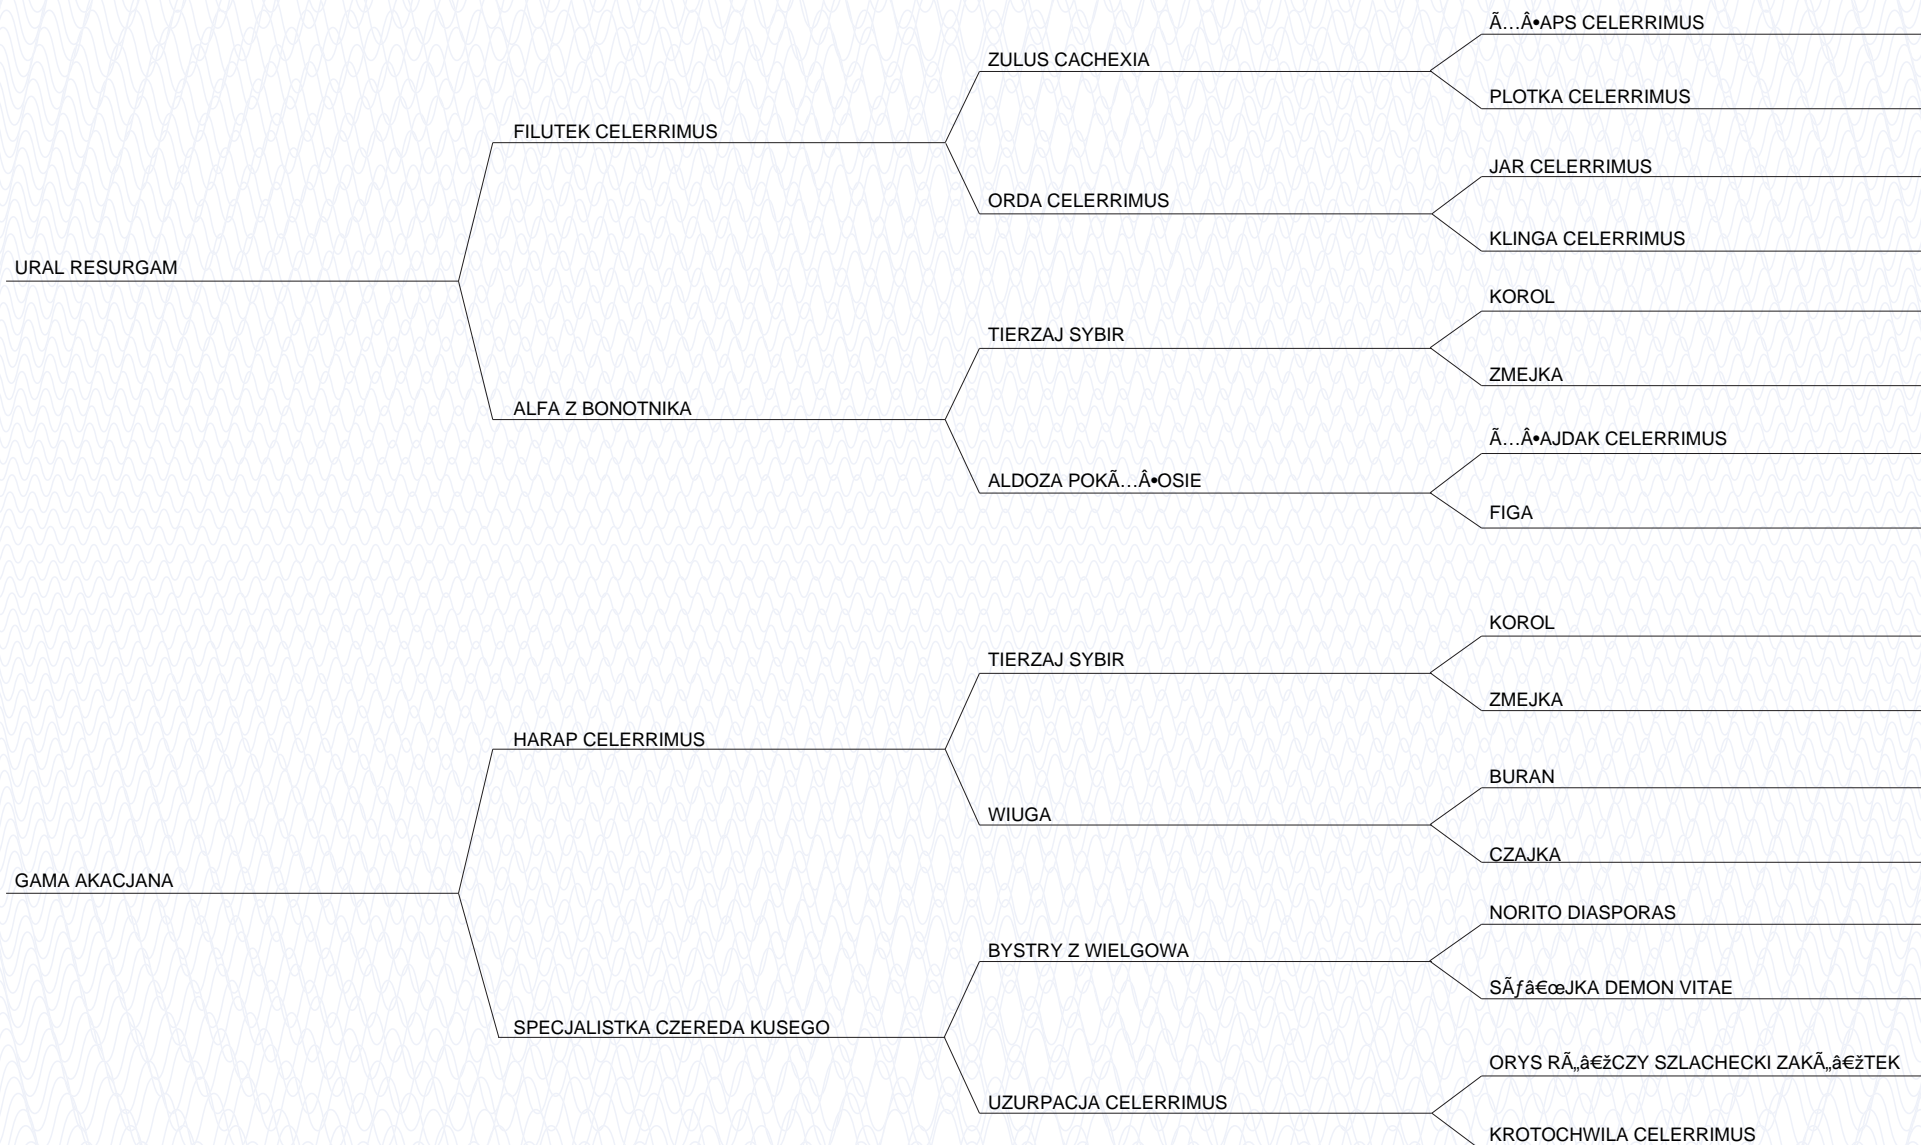 Ã…Â•APS CELERRIMUS
ZULUS CACHEXIA
PLOTKA CELERRIMUS
FILUTEK CELERRIMUS
JAR CELERRIMUS
ORDA CELERRIMUS
KLINGA CELERRIMUS
URAL RESURGAM
KOROL
TIERZAJ SYBIR
ZMEJKA
ALFA Z BONOTNIKA
Ã…Â•AJDAK CELERRIMUS
ALDOZA POKÃ…Â•OSIE
FIGA
KOROL
TIERZAJ SYBIR
ZMEJKA
HARAP CELERRIMUS
BURAN
WIUGA
CZAJKA
GAMA AKACJANA
NORITO DIASPORAS
BYSTRY Z WIELGOWA
SÃƒâ€œJKA DEMON VITAE
SPECJALISTKA CZEREDA KUSEGO
ORYS RÃ„â€žCZY SZLACHECKI ZAKÃ„â€žTEK
UZURPACJA CELERRIMUS
KROTOCHWILA CELERRIMUS